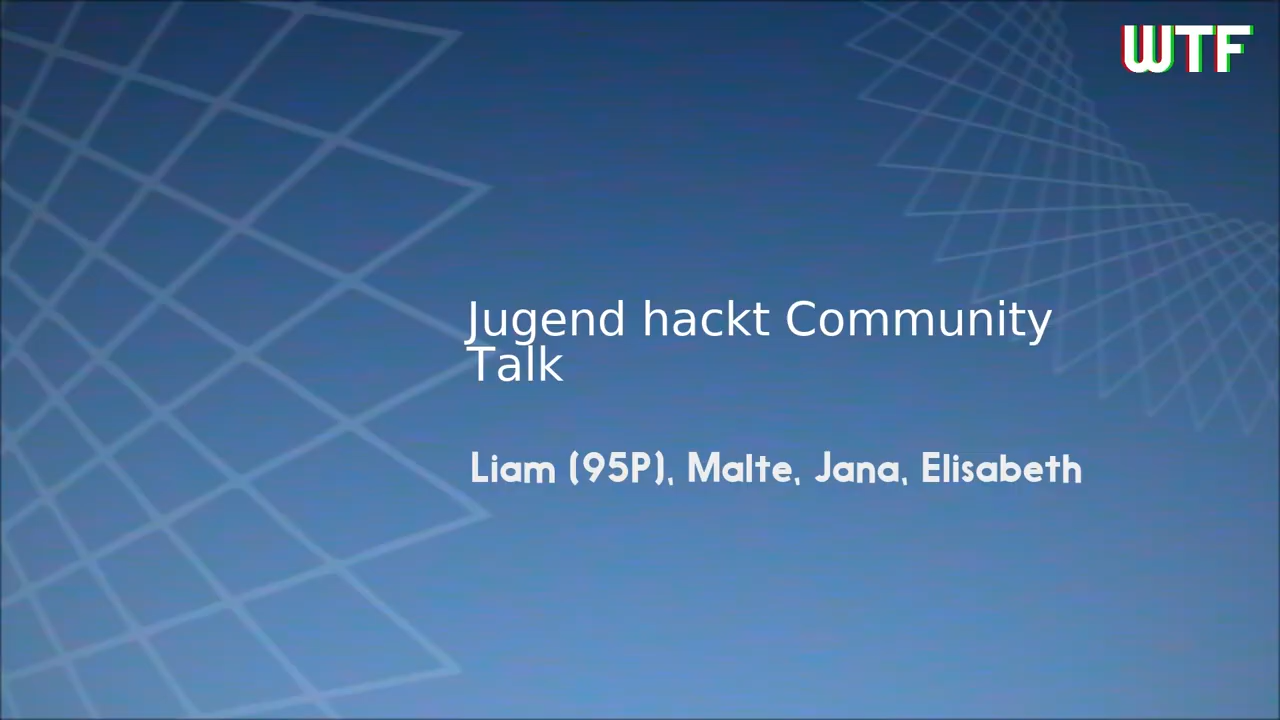 WTF
Jugend hackt Community
Talk
Liam (95P), Malte, Jana, Elisabeth